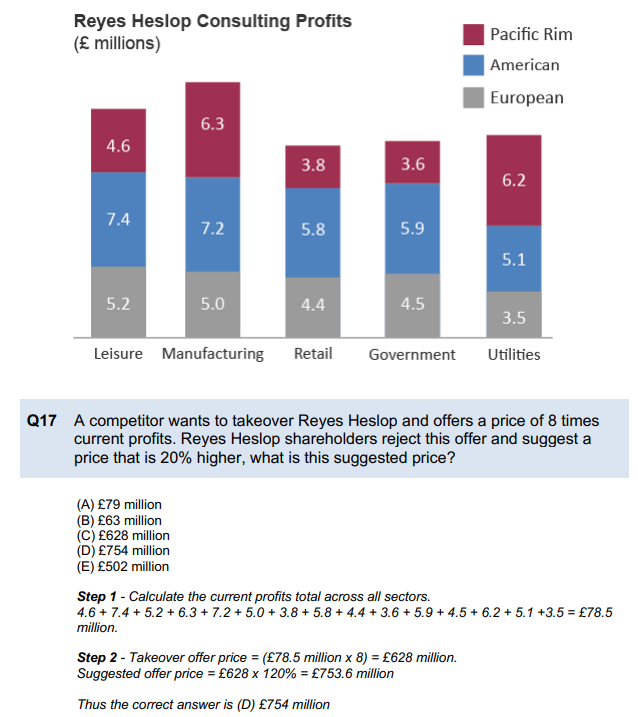 Reyes Heslop Consulting Profits
(£ millions)
Pacific Rim
American
European
4.6
6.3
3.8
3.6
6.2
7.4
7.2
5.8
5.9
5.1
5.2
5.0
4.4
4.5
3.5
Leisure Manufacturing Retail Government Utilities
Q17 A competitor wants to takeover Reyes Heslop and offers a price of 8 times
current profits. Reyes Heslop shareholders reject this offer and suggest a
price that is 20% higher, what is this suggested price?
(A) £79 million
(B) £63 million
(C) £628 million
(D) £754 million
(E) £502 million
Step 1 - Calculate the current profits total across all sectors.
4.6 + 7.4 + 5.2 + 6.3 + 7.2 + 5.0 + 3.8 + 5.8 + 4.4 + 3.6 + 5.9 + 4.5 + 6.2 + 5.1 +3.5 = £78.5
million.
Step 2 - Takeover offer price = (£78.5 million x 8) = £628 million.
Suggested offer price = £628 x 120% = £753.6 million
Thus the correct answer is (D) £754 million